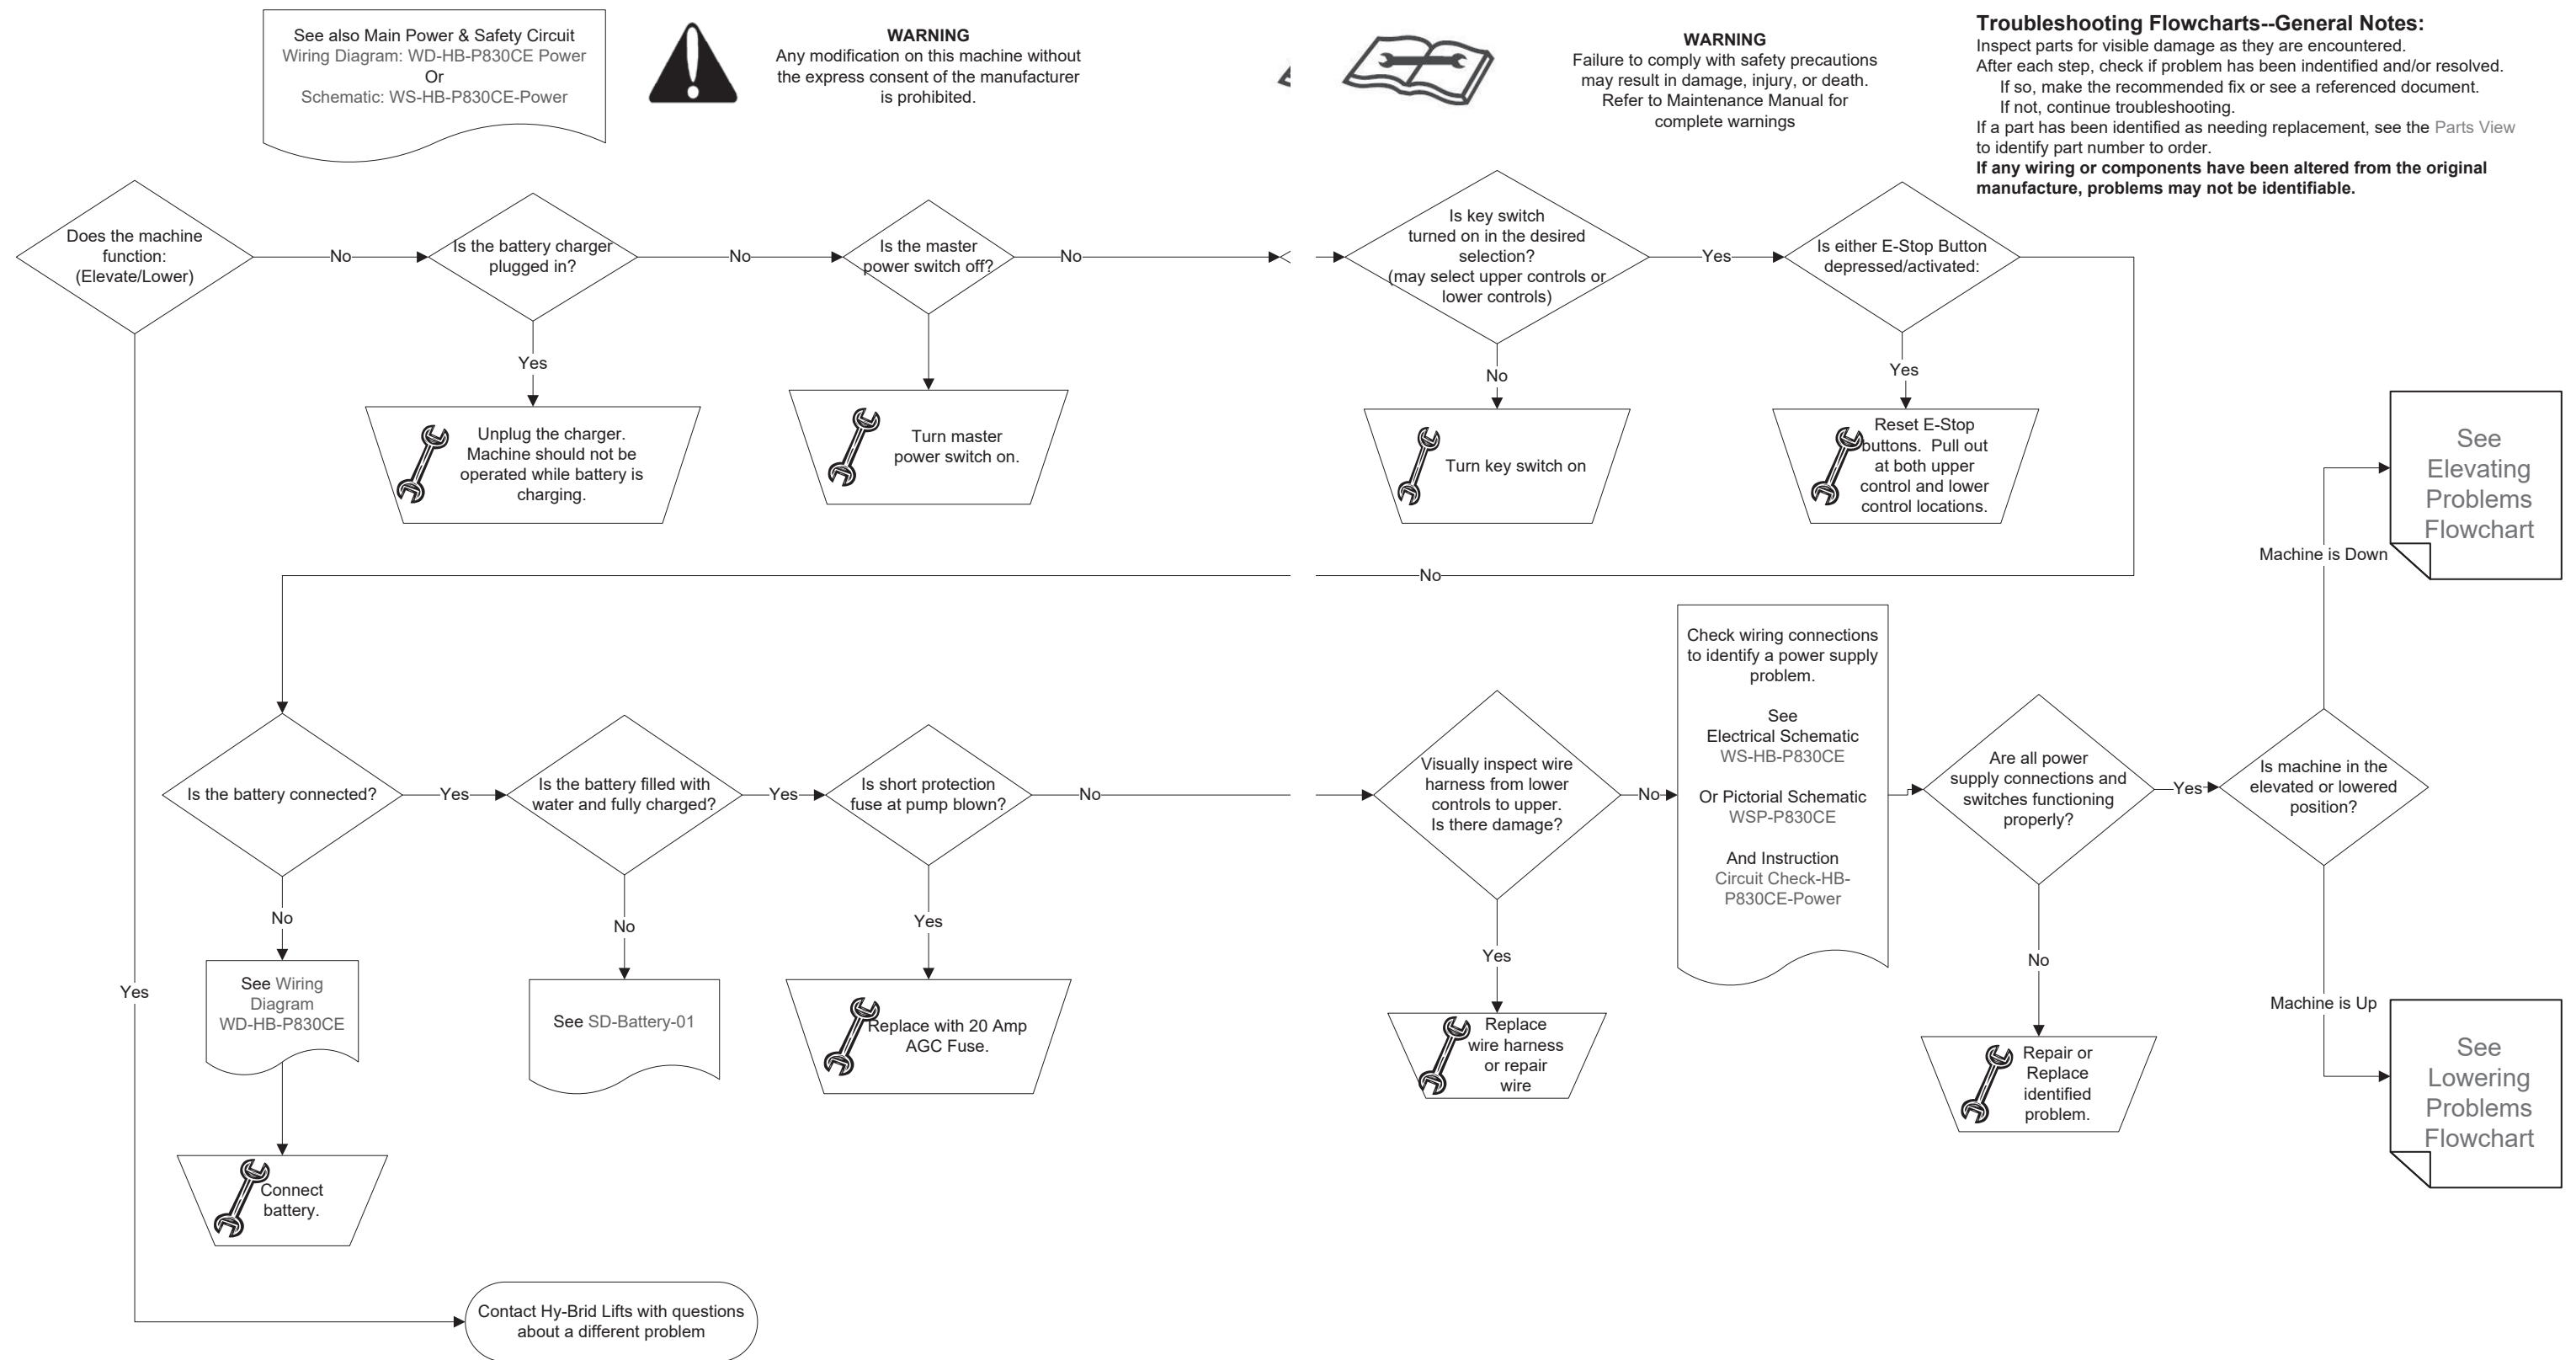 See also Main Power & Safety Circuit
Wiring Diagram: WD-HB-P830CE Power
Or
Schematic: WS-HB-P830CE-Power
WARNING
Any modification on this machine without
the express consent of the manufacturer
is prohibited.
WARNING
Failure to comply with safety precautions
may result in damage, injury, or death.
Refer to Maintenance Manual for
complete warnings
Troubleshooting Flowcharts--General Notes:
Inspect parts for visible damage as they are encountered.
After each step, check if problem has been indentified and/or resolved.
If so, make the recommended fix or see a referenced document.
If not, continue troubleshooting.
If a part has been identified as needing replacement, see the Parts View
to identify part number to order.
If any wiring or components have been altered from the original
manufacture, problems may not be identifiable.
Does the machine
function:
(Elevate/Lower)
No
Is the battery charger
plugged in?
No
Is the master
power switch off?
No
Is key switch
turned on in the desired
selection?
(may select upper controls or
lower controls)
Yes
Is either E-Stop Button
depressed/activated:
Yes
No
Yes
Unplug the charger.
Machine should not be
operated while battery is
charging.
Turn master
power switch on.
Turn key switch on
Reset E-Stop
buttons. Pull out
at both upper
control and lower
control locations.
See
Elevating
Problems
Flowchart
Machine is Down
No
Is the battery connected?
Yes
Is the battery filled with
water and fully charged?
Yes
Is short protection
fuse at pump blown?
No
Visually inspect wire
harness from lower
controls to upper.
Is there damage?
No
Check wiring connections
to identify a power supply
problem.
See
Electrical Schematic
WS-HB-P830CE
Or Pictorial Schematic
WSP-P830CE
And Instruction
Circuit Check-HB-
P830CE-Power
Are all power
supply connections and
switches functioning
properly?
Yes
Is machine in the
elevated or lowered
position?
No
No
Yes
Yes
No
Yes
Machine is Up
See Wiring
Diagram
WD-HB-P830CE
See SD-Battery-01
Replace with 20 Amp
AGC Fuse.
Replace
wire harness
or repair
wire
Repair or
Replace
identified
problem.
See
Lowering
Problems
Flowchart
Connect
battery.
Contact Hy-Brid Lifts with questions
about a different problem